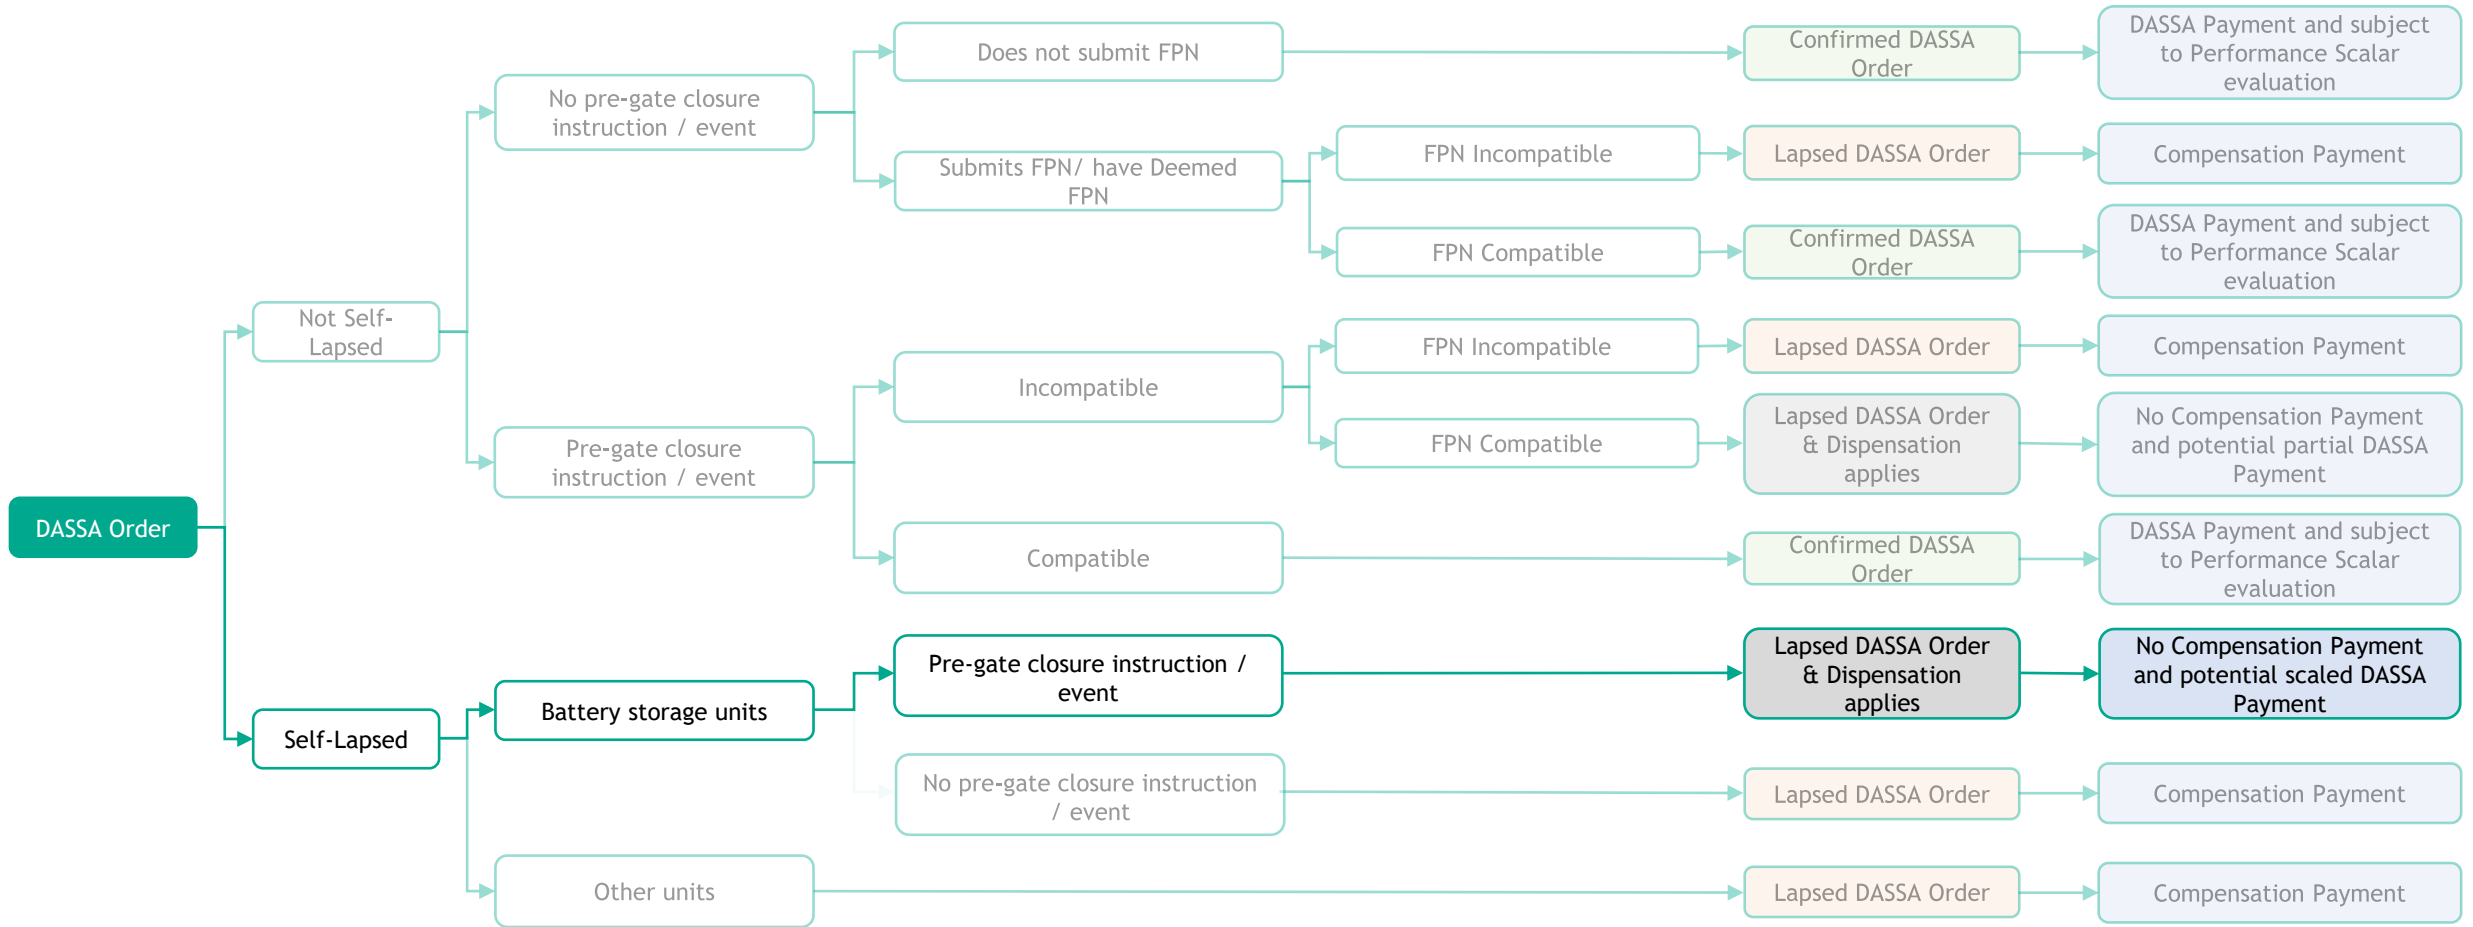 Does not submit FPN
Confirmed DASSA
Order
DASSA Payment and subject
to Performance Scalar
evaluation
No pre-gate closure
instruction / event
Submits FPN/ have Deemed
FPN
FPN Incompatible
Lapsed DASSA Order
Compensation Payment
FPN Compatible
Confirmed DASSA
Order
DASSA Payment and subject
to Performance Scalar
evaluation
Not Self-
Lapsed
Incompatible
FPN Incompatible
Lapsed DASSA Order
Compensation Payment
Pre-gate closure
instruction / event
FPN Compatible
Lapsed DASSA Order
& Dispensation
applies
No Compensation Payment
and potential partial DASSA
Payment
DASSA Order
Compatible
Confirmed DASSA
Order
DASSA Payment and subject
to Performance Scalar
evaluation
Self-Lapsed
Battery storage units
Pre-gate closure instruction /
event
Lapsed DASSA Order
& Dispensation
applies
No Compensation Payment
and potential scaled DASSA
Payment
No pre-gate closure instruction
/ event
Lapsed DASSA Order
Compensation Payment
Other units
Lapsed DASSA Order
Compensation Payment